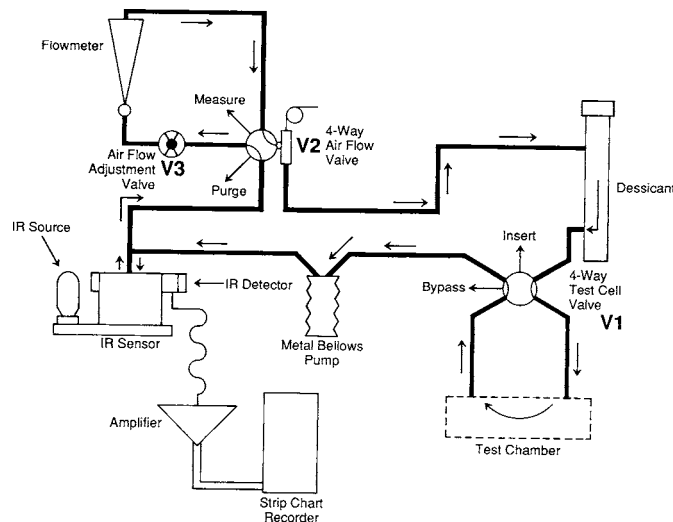 Flowmeter
Measure
4-Way
Air Flow
Valve
V2
V3
Air Flow
Adjustment
Valve
Purge
Dessicant
IR Source
Insert
IR Detector
Bypass
4-Way
Test Cell
Valve
V1
IR Sensor
Metal Bellows
Pump
Amplifier
Test Chamber
Strip Chart
Recorder